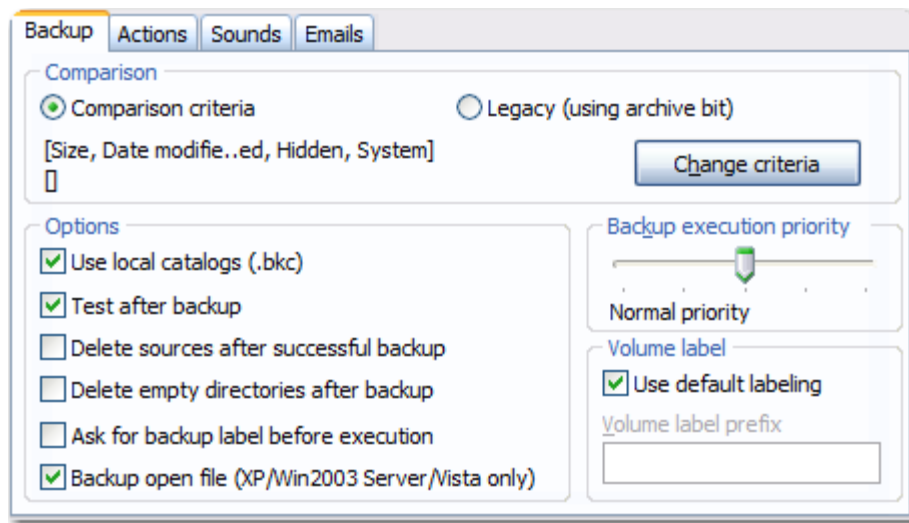 Backup Actions Sounds Emails
Comparison
Comparison criteria Legacy (using archive bit)
[Size, Date modifie..ed, Hidden, System]
[]
Change criteria
Options
Use local catalogs (.bkc)
Test after backup
Delete sources after successful backup
Delete empty directories after backup
Ask for backup label before execution
Backup open file (XP/Win2003 Server/Vista only)
Backup execution priority
Normal priority
Volume label
Use default labeling
Volume label prefix